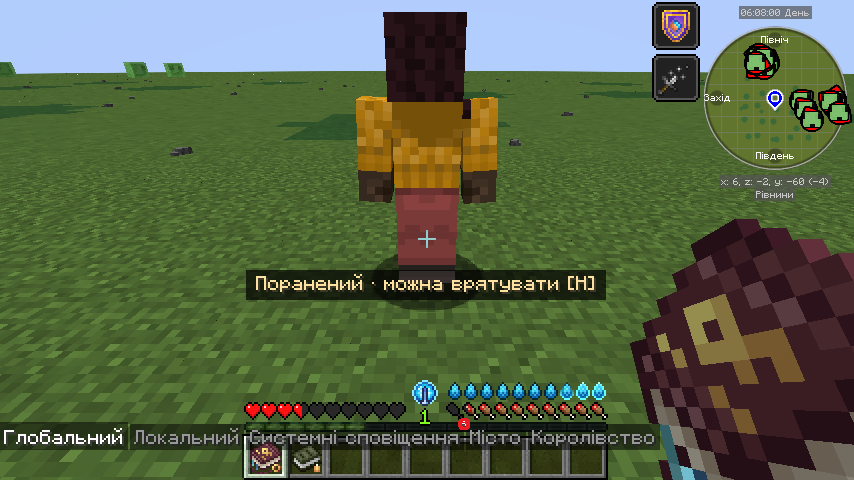 06:08:00 День
Північ
Захід
Південь
x: 6, z: -2, y: -60 (-4)
Рівнини
Поранений · можна врятувати [H]
1
Глобальний Локальний Системні сповіщення Місто Королівство